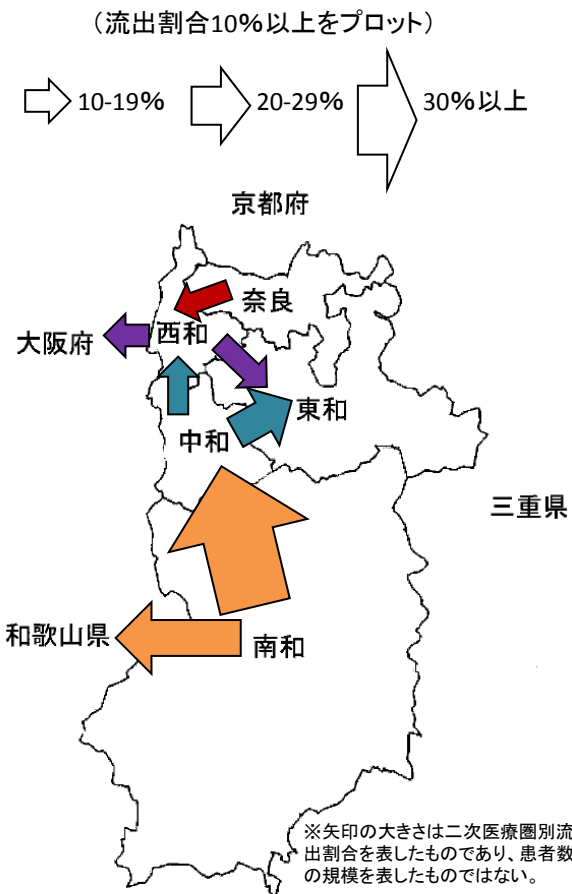 （流出割合10％以上をプロット）
10-19％ 20-29％ 30％以上
京都府
奈良
大阪府 西和
東和
中和
三重県
和歌山県 南和
※矢印の大きさは二次医療圏別流
出割合を表したものであり、患者数
の規模を表したものではない。